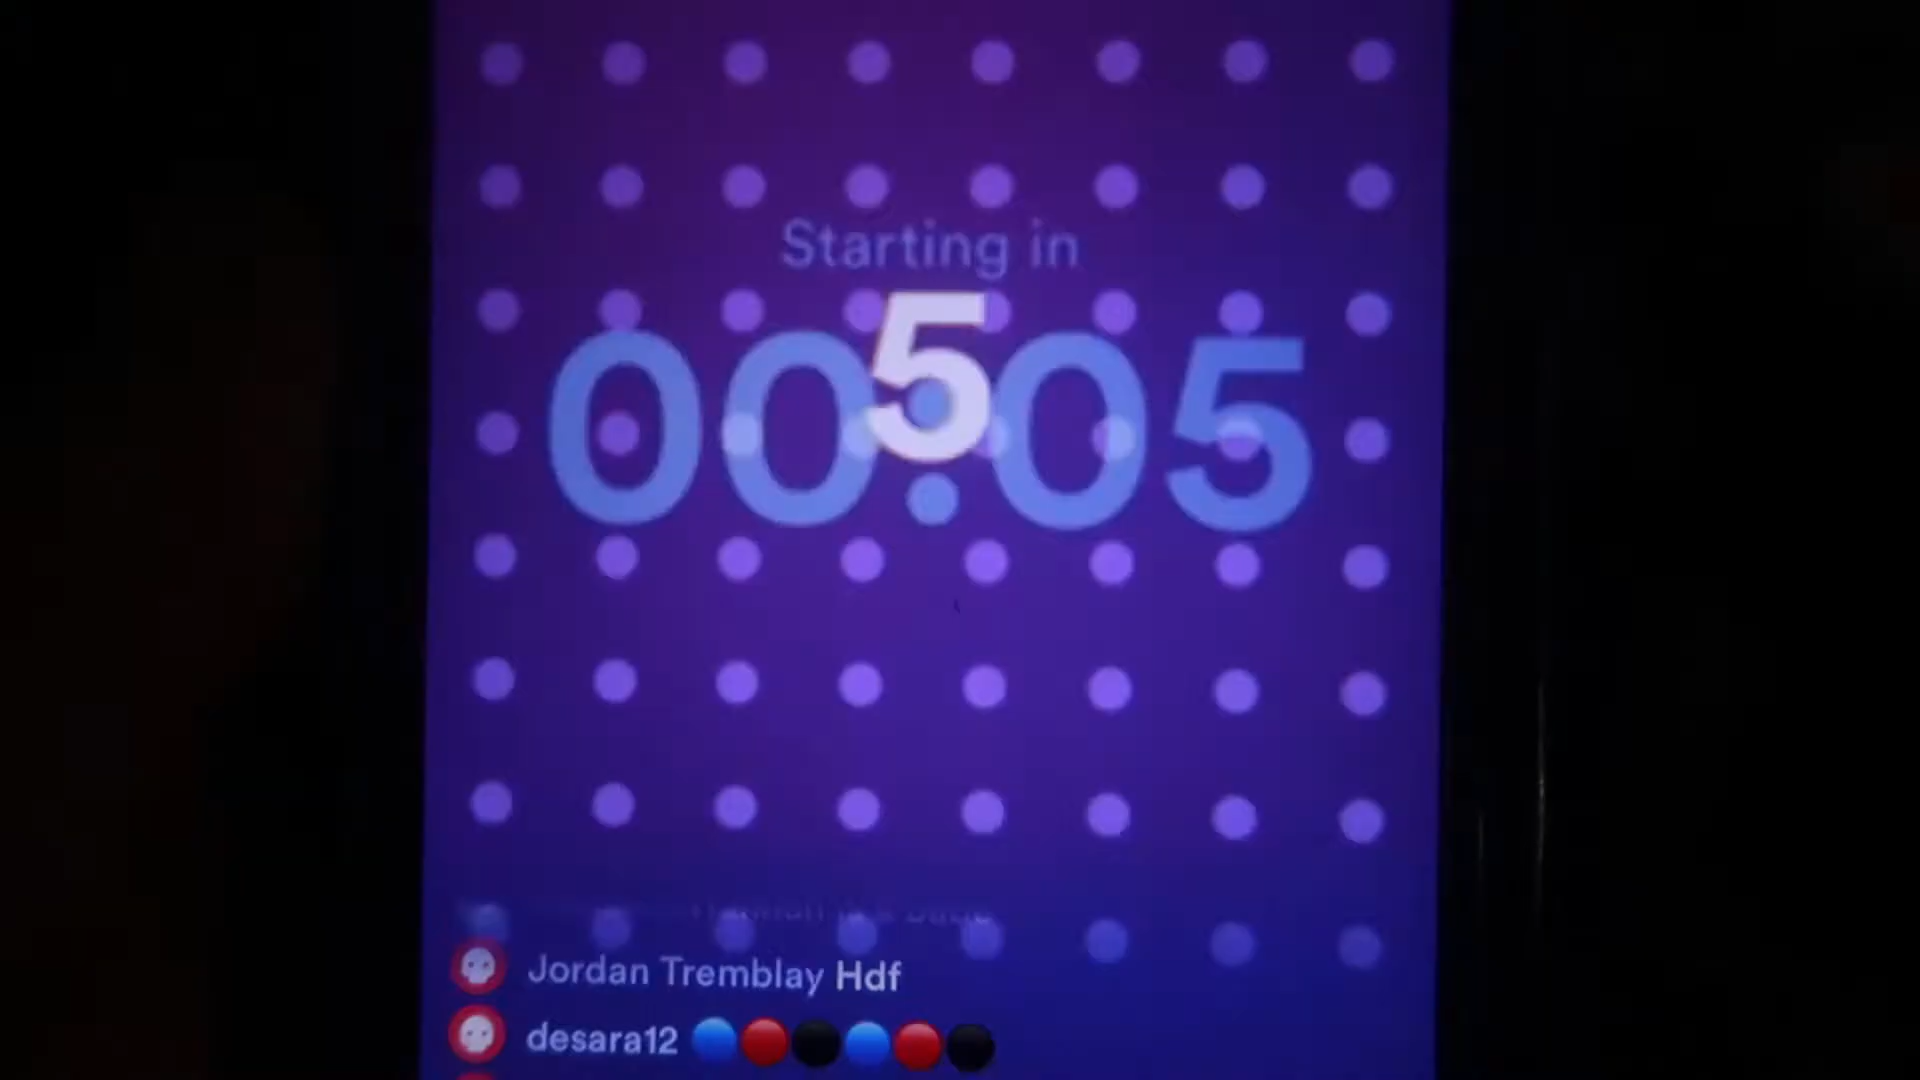 Starting in
5
00:05
Jordan Tremblay Hdf
desara12 🔵🔴⚫🔵🔴⚫